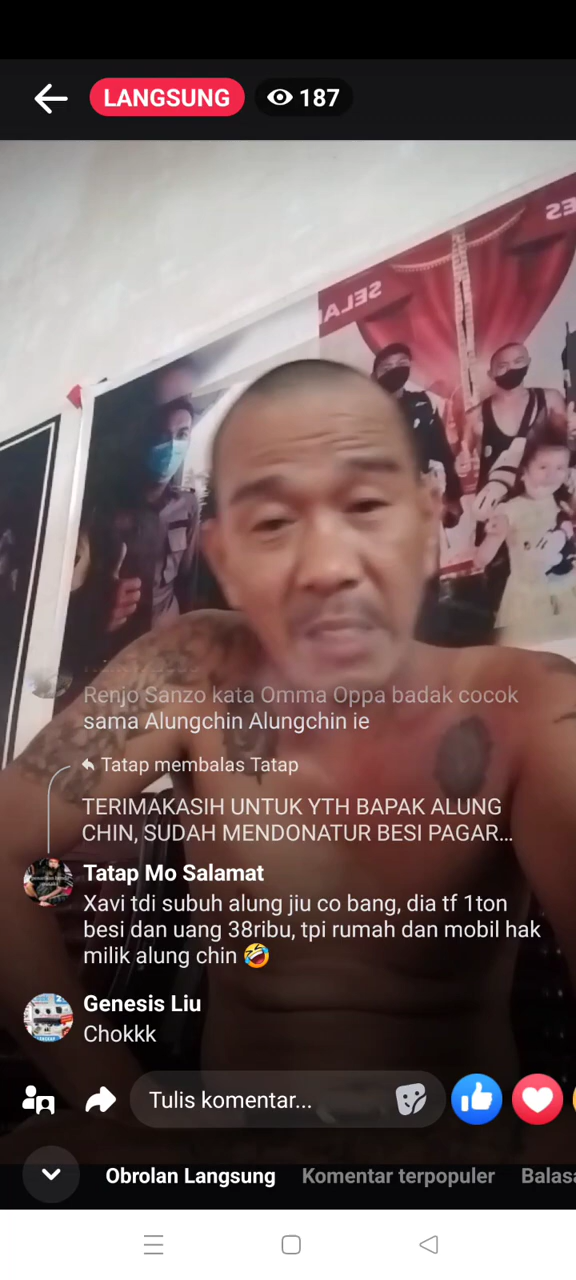 LANGSUNG
187
ES
SELA
Renjo Sanzo kata Omma Oppa badak cocok
sama Alungchin Alungchin ie
Tatap membalas Tatap
TERIMAKASIH UNTUK YTH BAPAK ALUNG
CHIN, SUDAH MENDONATUR BESI PAGAR...
Tatap Mo Salamat
Xavi tdi subuh alung jiu co bang, dia tf 1ton
besi dan uang 38ribu, tpi rumah dan mobil hak
milik alung chin 🤣
Genesis Liu
Chokkk
Tulis komentar...
Obrolan Langsung
Komentar terpopuler
Balasa